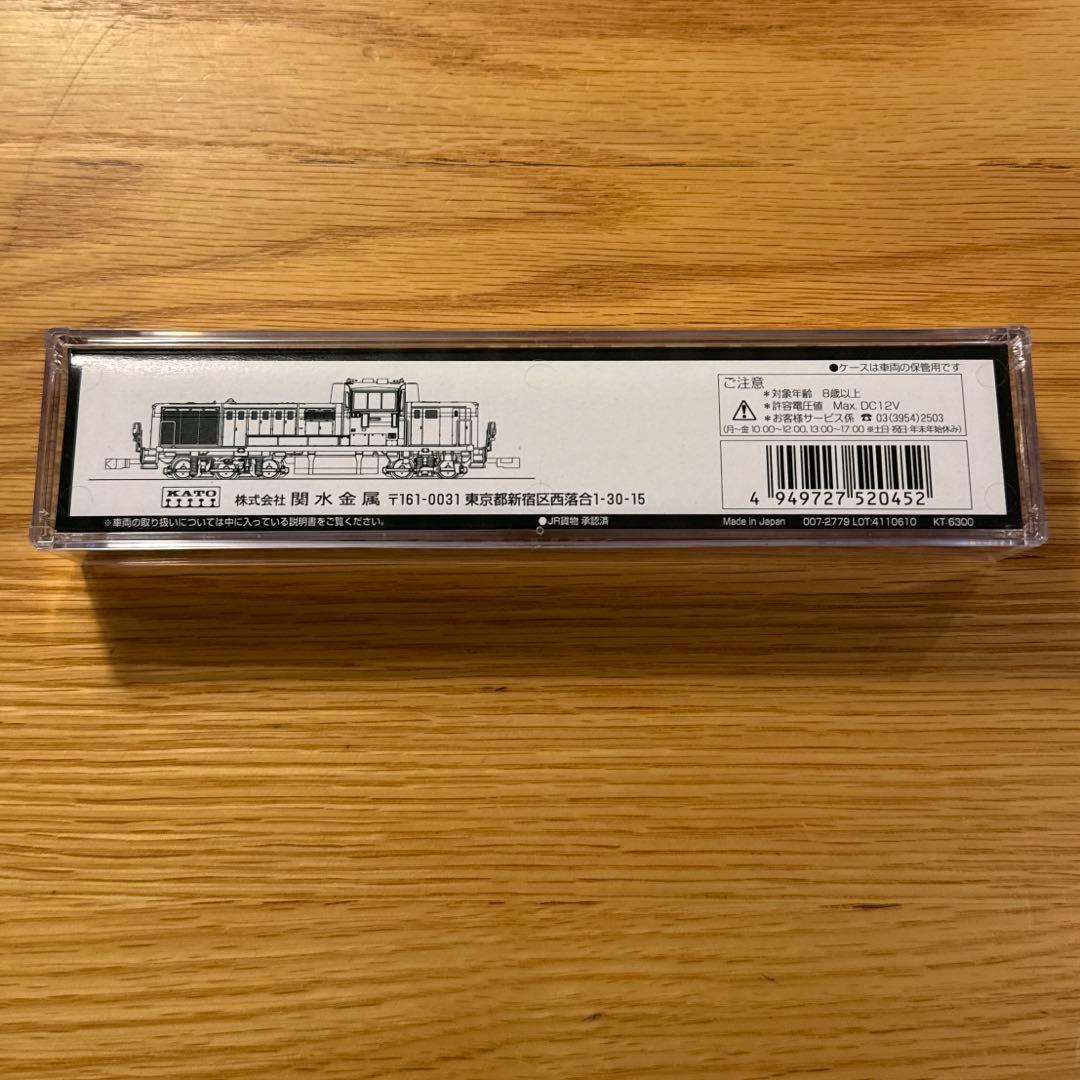 ●ケースは車両の保管用です
ご注意
＊対象年齢　8歳以上
＊許容電圧値　Max. DC12V
＊お客様サービス係 ☎ 03(3954)2503
(月〜金 10:00〜12:00, 13:00〜17:00 ※土日・祝日・年末年始休み)
KATO
株式会社 関水金属 〒161-0031 東京都新宿区西落合1-30-15
4 949727 520452
※車両の取り扱いについては中に入っている説明書をご覧ください。
●JR貨物 承認済
Made in Japan 007-2779 LOT:4110610 KT 6300